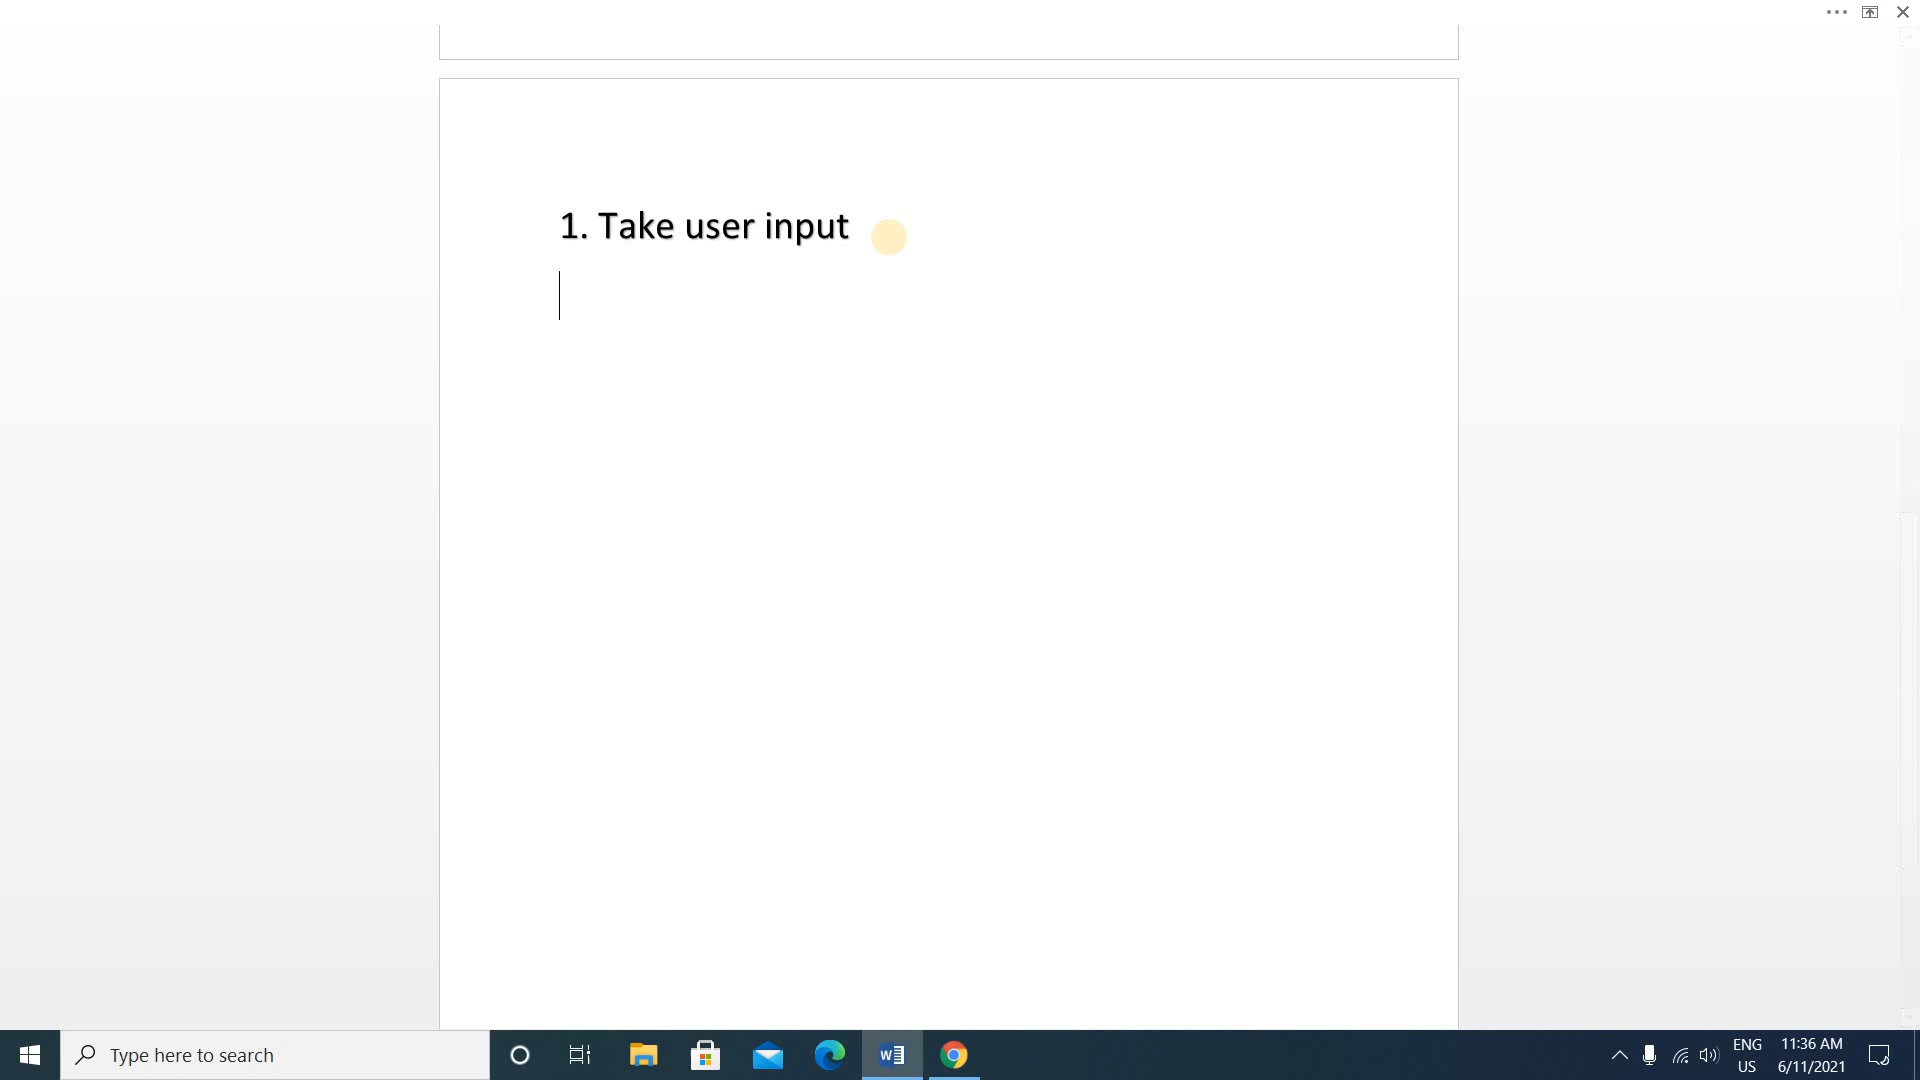 1. Take user input
Type here to search
W
ENG
US
11:36 AM
6/11/2021